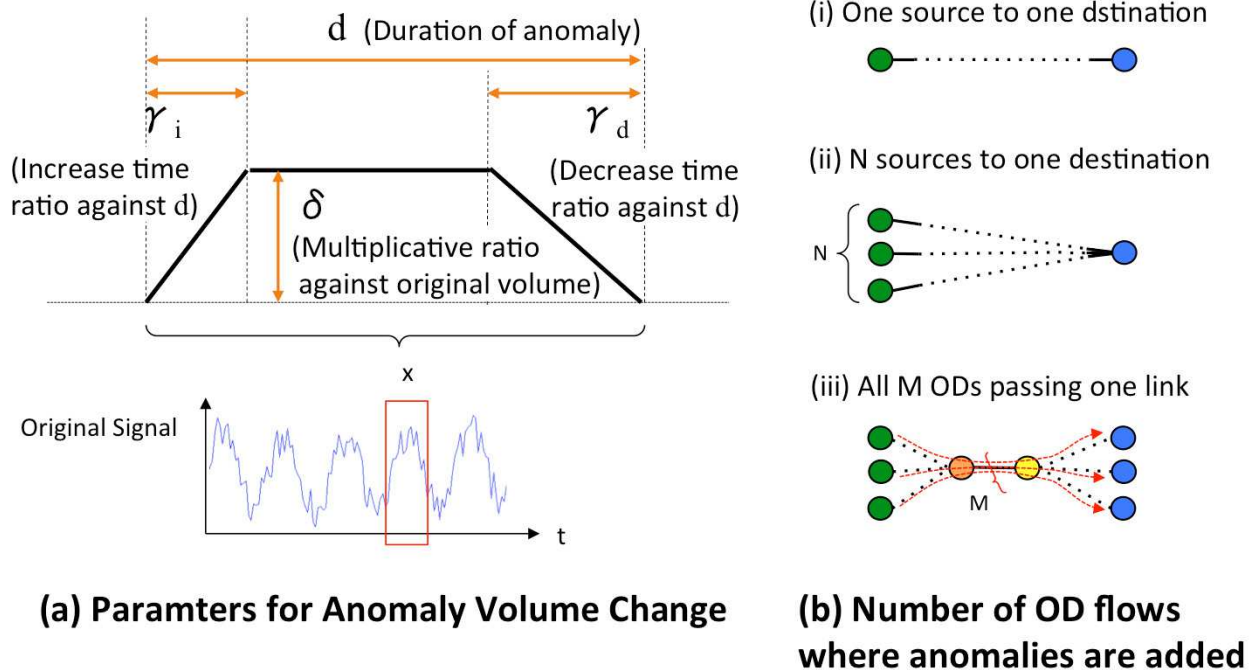 d (Duration of anomaly)
γ i
γ d
(Increase time
ratio against d)
(Decrease time
ratio against d)
δ
(Multiplicative ratio
against original volume)
x
Original Signal
t
(a) Paramters for Anomaly Volume Change
(i) One source to one dstination
(ii) N sources to one destination
N
(iii) All M ODs passing one link
M
(b) Number of OD flows
where anomalies are added